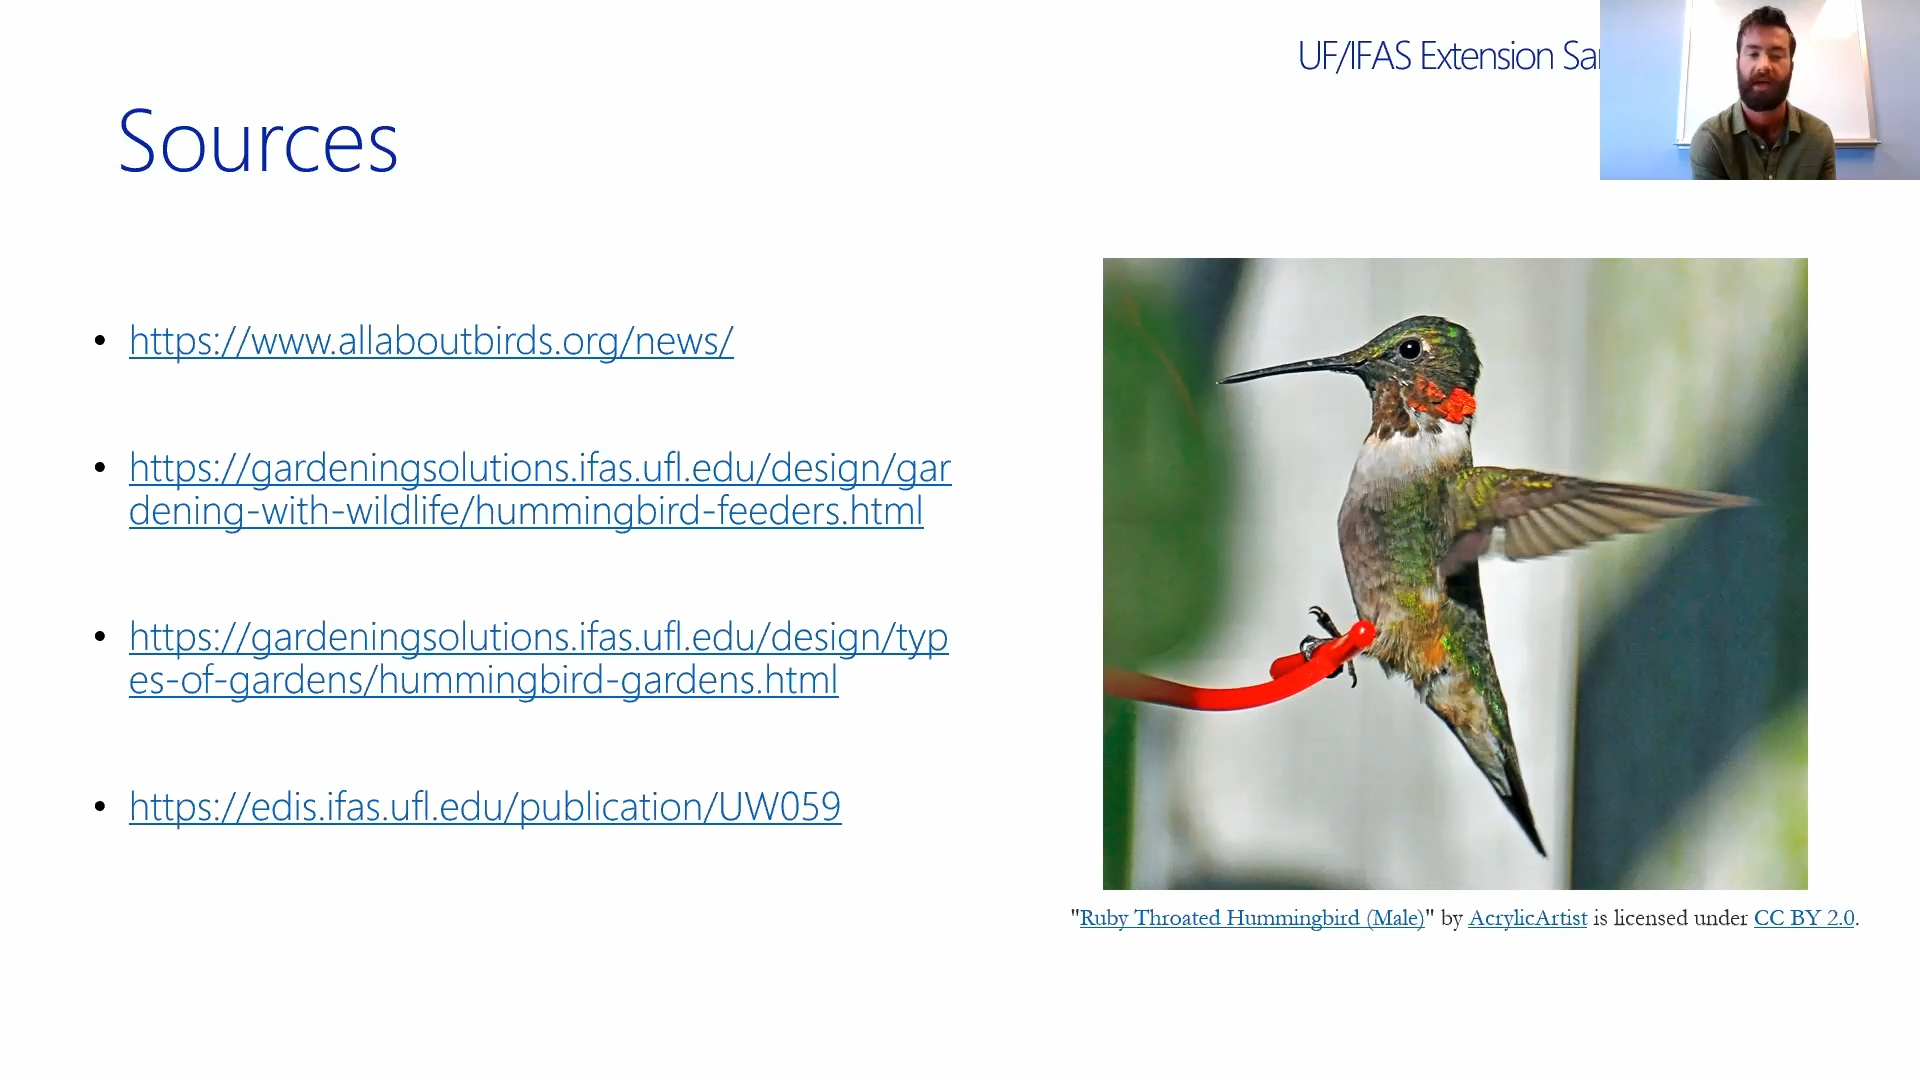 UF/IFAS Extension
Sources
• https://www.allaboutbirds.org/news/
• https://gardeningsolutions.ifas.ufl.edu/design/gar
dening-with-wildlife/hummingbird-feeders.html
• https://gardeningsolutions.ifas.ufl.edu/design/typ
es-of-gardens/hummingbird-gardens.html
• https://edis.ifas.ufl.edu/publication/UW059
"Ruby Throated Hummingbird (Male)" by AcrylicArtist is licensed under CC BY 2.0.